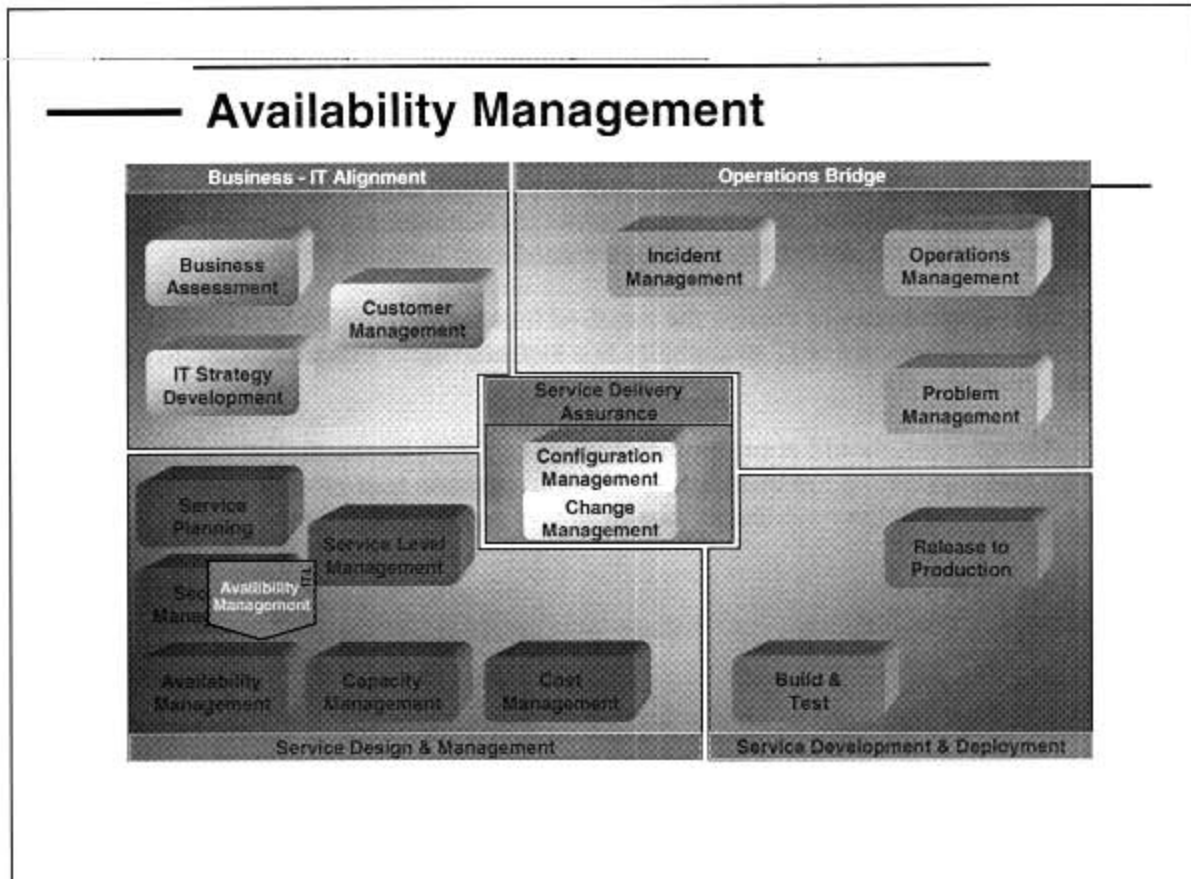 Availability Management
Business - IT Alignment
Operations Bridge
Business
Assessment
Customer
Management
IT Strategy
Development
Incident
Management
Operations
Management
Problem
Management
Service Delivery
Assurance
Configuration
Management
Change
Management
Service
Planning
Service Level
Management
Availibility
Management
ITIL
Availability
Management
Capacity
Management
Cost
Management
Release to
Production
Build &
Test
Service Design & Management
Service Development & Deployment